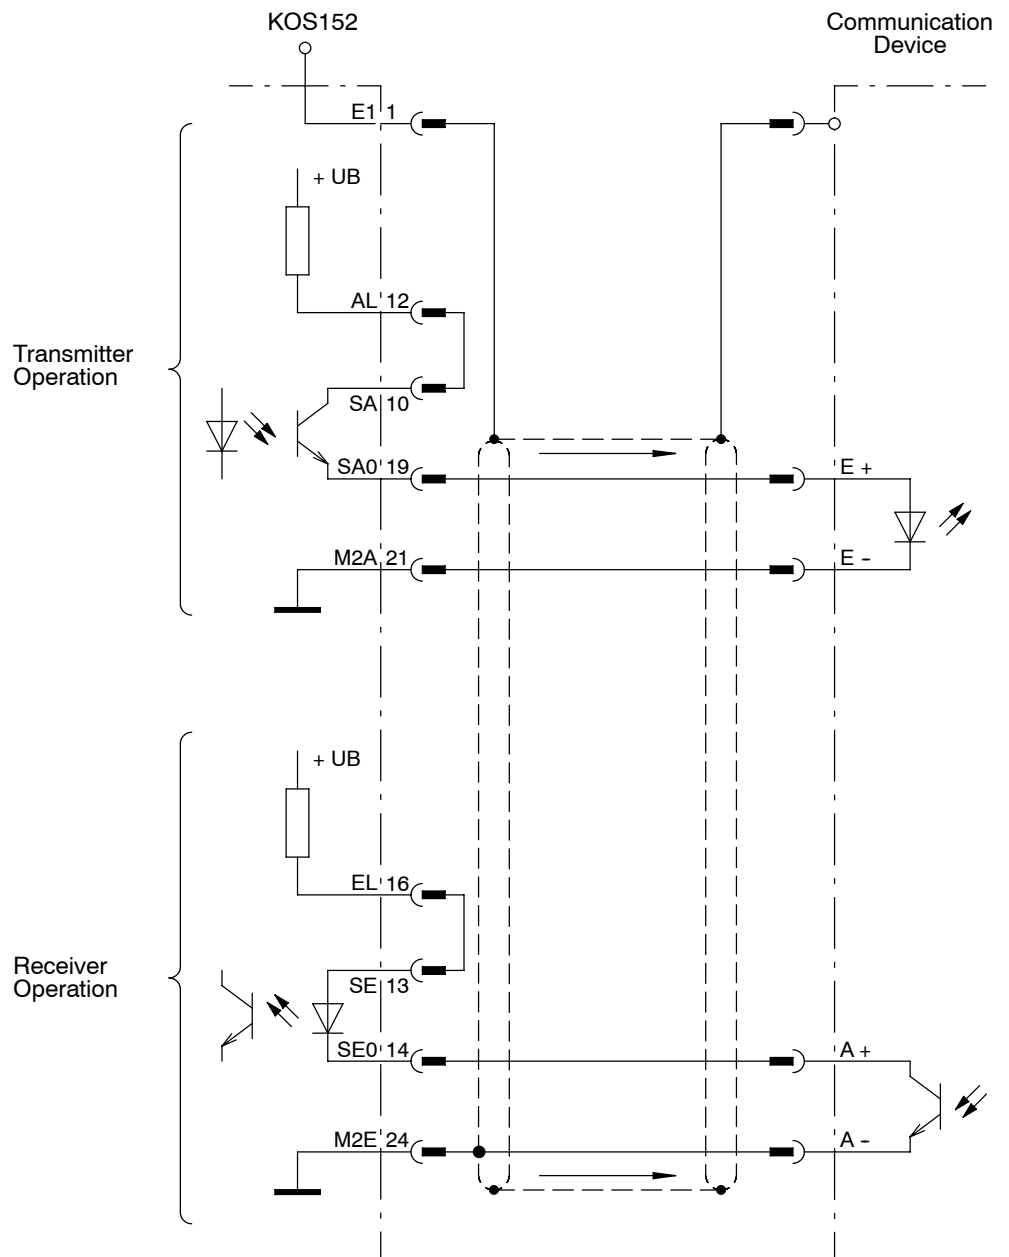 KOS152
Communication
Device
E1 1
+ UB
AL 12
Transmitter
Operation
SA 10
SA0 19
E +
M2A 21
E -
+ UB
EL 16
Receiver
Operation
SE 13
SE0 14
A +
M2E 24
A -